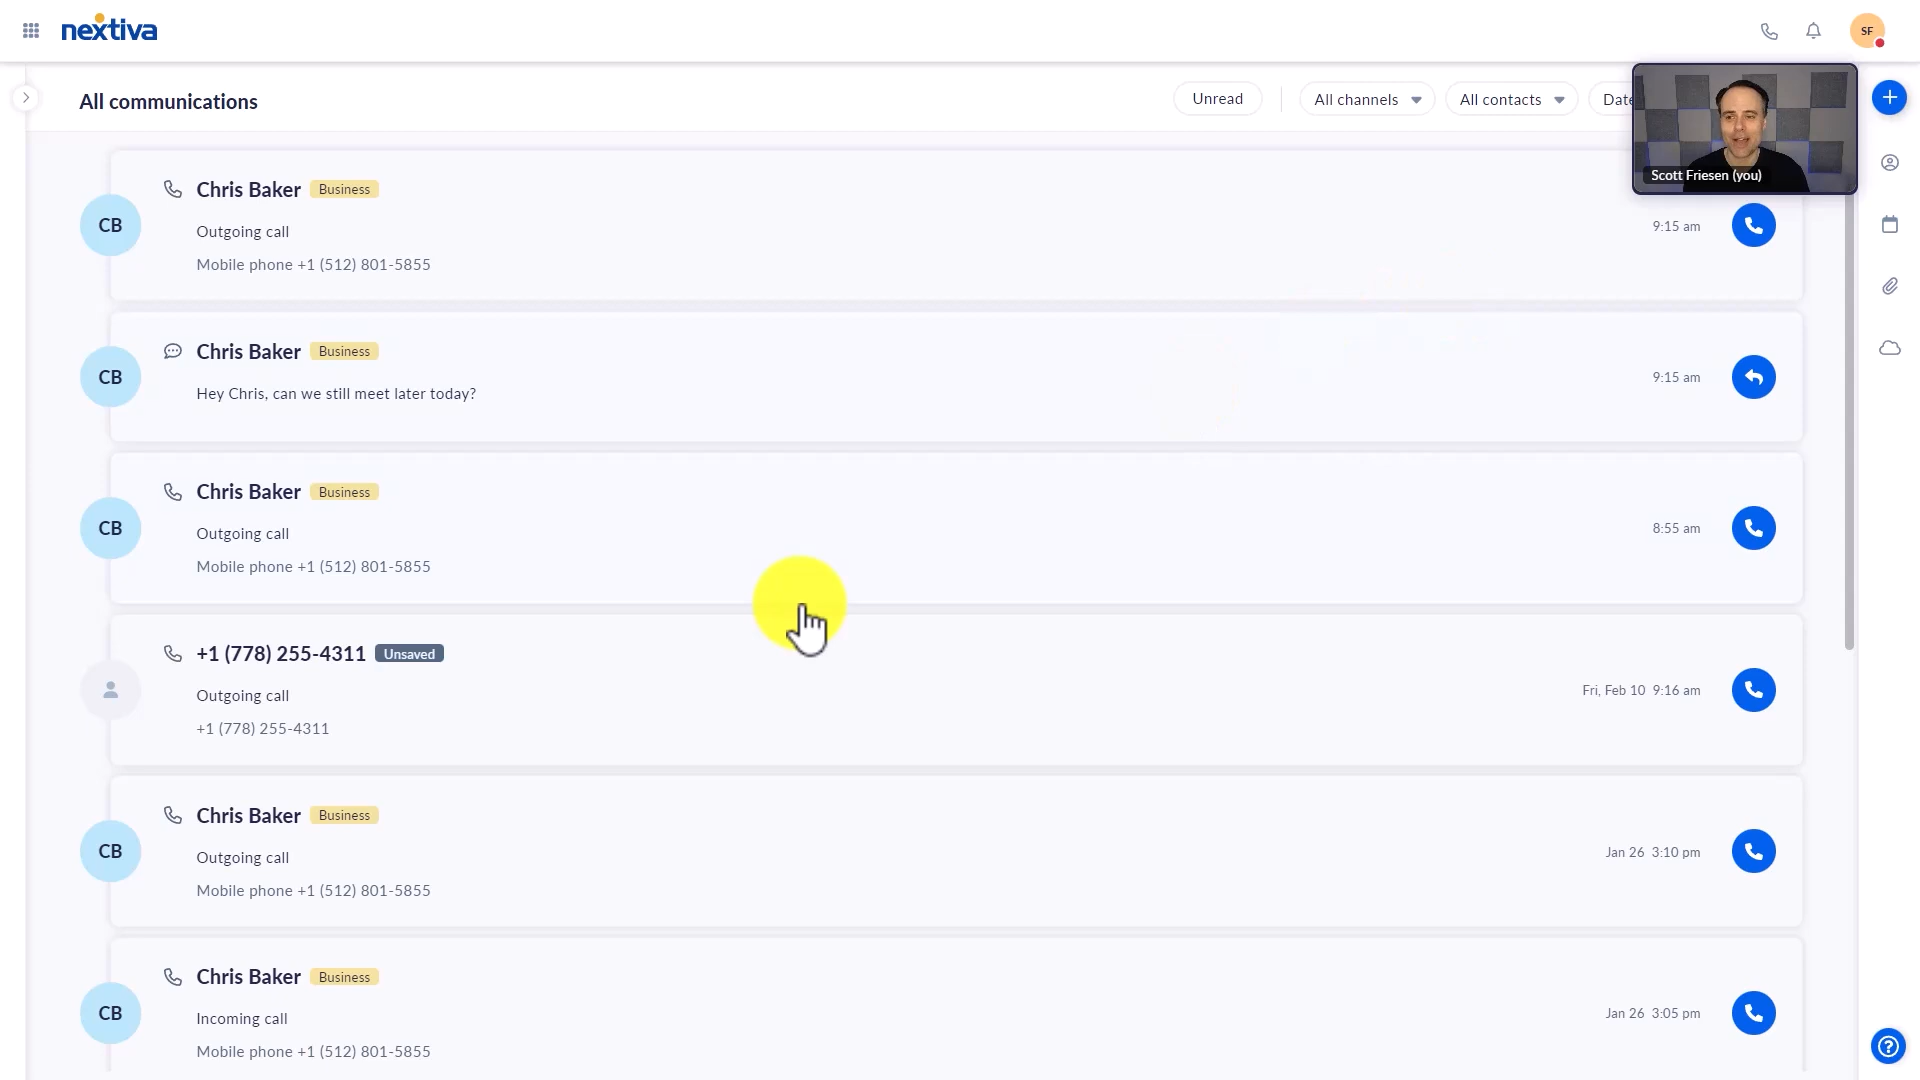 nextiva
SF
All communications
Unread
All channels
All contacts
Date
Scott Friesen (you)
Chris Baker Business
CB
Outgoing call
9:15 am
Mobile phone +1 (512) 801-5855
Chris Baker Business
CB
Hey Chris, can we still meet later today?
9:15 am
Chris Baker Business
CB
Outgoing call
8:55 am
Mobile phone +1 (512) 801-5855
+1 (778) 255-4311 Unsaved
Outgoing call
Fri, Feb 10 9:16 am
+1 (778) 255-4311
Chris Baker Business
CB
Outgoing call
Jan 26 3:10 pm
Mobile phone +1 (512) 801-5855
Chris Baker Business
CB
Incoming call
Jan 26 3:05 pm
Mobile phone +1 (512) 801-5855